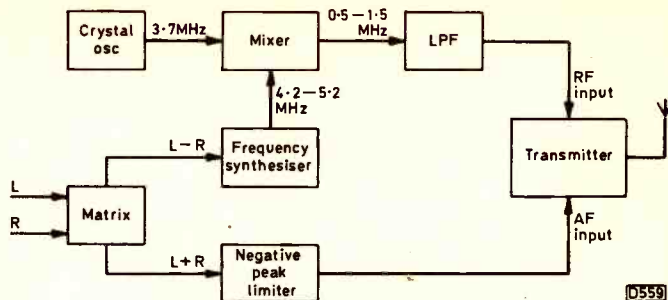 Crystal
osc
3·7MHz
Mixer
0·5–1·5
MHz
LPF
RF
input
4·2–5·2
MHz
Transmitter
L–R
Frequency
synthesiser
L
R
Matrix
AF
input
L+R
Negative
peak
limiter
D559